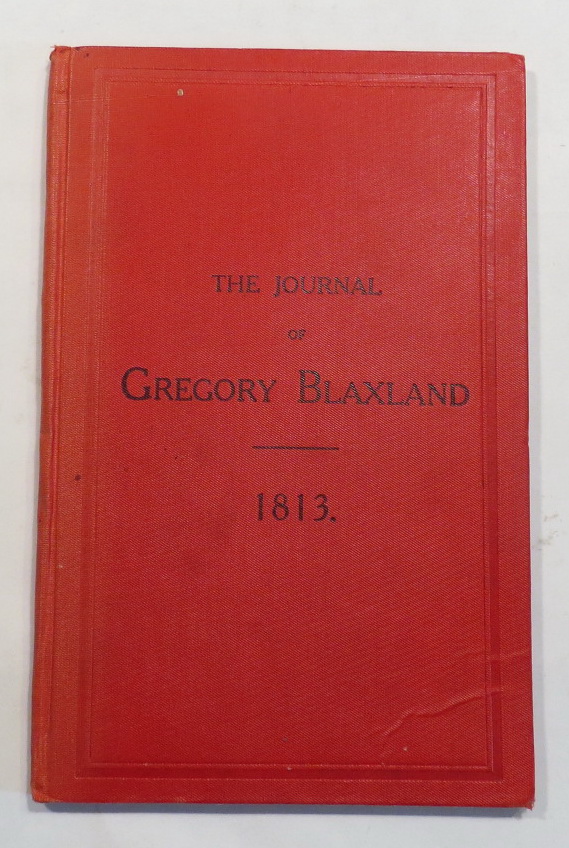 THE JOURNAL
OF
GREGORY BLAXLAND
1813.